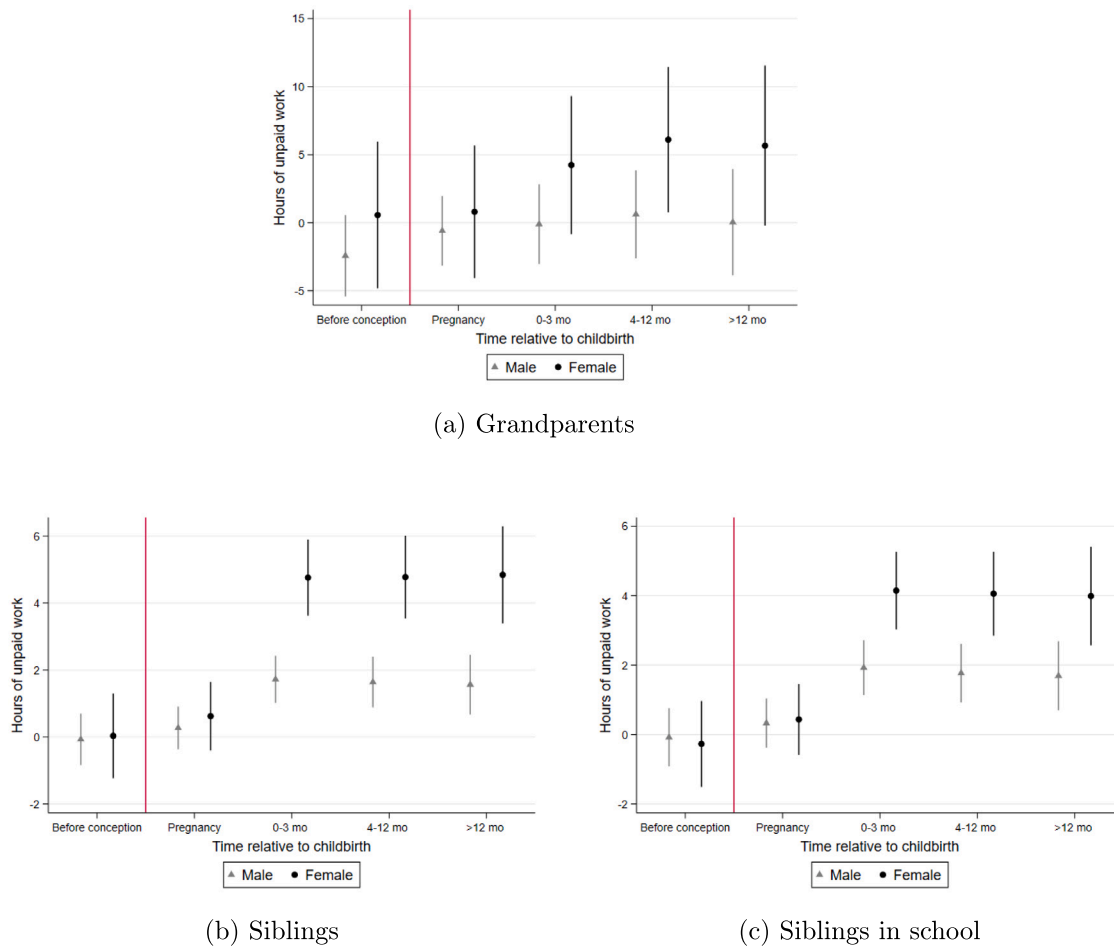 15
10
5
0
-5
Hours of unpaid work
Before conception Pregnancy 0-3 mo 4-12 mo >12 mo
Time relative to childbirth
Male Female
(a) Grandparents
6
4
2
0
-2
Hours of unpaid work
Before conception Pregnancy 0-3 mo 4-12 mo >12 mo
Time relative to childbirth
Male Female
(b) Siblings
6
4
2
0
-2
Hours of unpaid work
Before conception Pregnancy 0-3 mo 4-12 mo >12 mo
Time relative to childbirth
Male Female
(c) Siblings in school